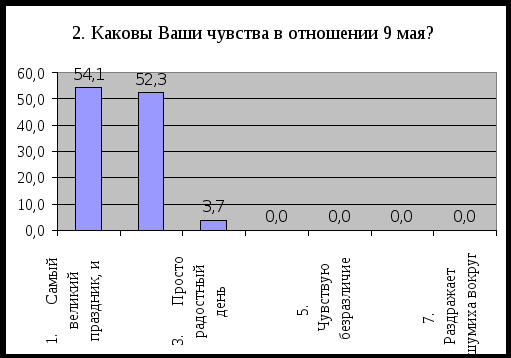 2. Каковы Ваши чувства в отношении 9 мая?
60,0
50,0
40,0
30,0
20,0
10,0
0,0
54,1
52,3
3,7
0,0
0,0
0,0
0,0
1. Самый
великий
праздник, и
3. Просто
радостный
день
5.
Чувствую
безразличие
7.
Раздражает
шумиха вокруг